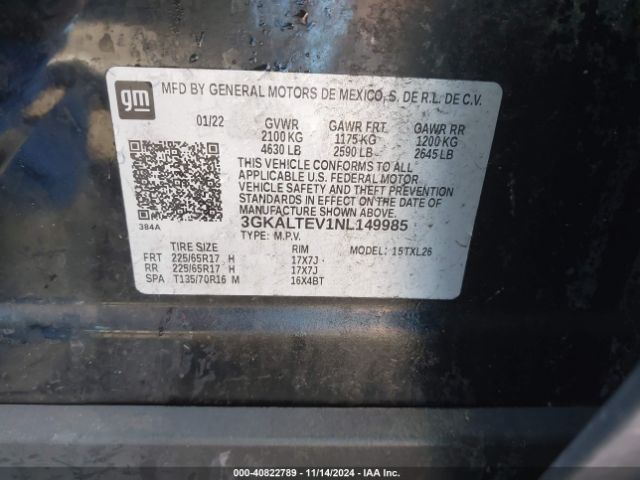 gm
MFD BY GENERAL MOTORS DE MEXICO, S. DE R.L. DE C.V.
01/22 GVWR GAWR FRT GAWR RR
2100 KG 1175 KG 1200 KG
4630 LB 2590 LB 2645 LB
THIS VEHICLE CONFORMS TO ALL
APPLICABLE U.S. FEDERAL MOTOR
VEHICLE SAFETY AND THEFT PREVENTION
STANDARDS IN EFFECT ON THE DATE OF
MANUFACTURE SHOWN ABOVE.
384A
3GKALTEV1NL149985
TYPE: M.P.V. MODEL: 1STXL26
TIRE SIZE RIM
FRT 225/65R17 H 17X7J
RR 225/65R17 H 17X7J
SPA T135/70R16 M 16X4BT
000-40822789 - 11/14/2024 - IAA Inc.